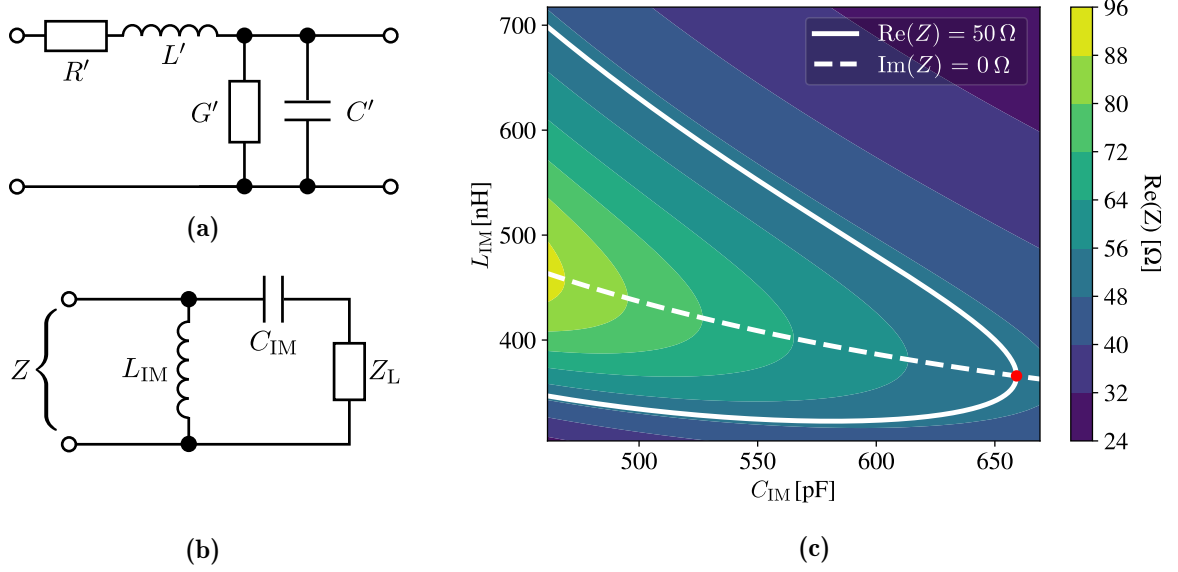 R′
L′
G′
C′
(a)
Z
L_IM
C_IM
Z_L
(b)
700
600
500
400
L_IM [nH]
500
550
600
650
C_IM [pF]
Re(Z) = 50 Ω
Im(Z) = 0 Ω
96
88
80
72
64
56
48
40
32
24
Re(Z) [Ω]
(c)